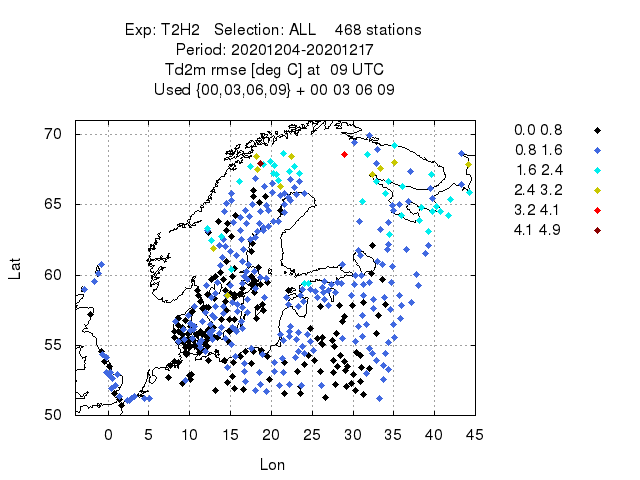 Exp: T2H2   Selection: ALL    468 stations
Period: 20201204-20201217
Td2m rmse [deg C] at  09 UTC
Used {00,03,06,09} + 00 03 06 09
0.0 0.8
0.8 1.6
1.6 2.4
2.4 3.2
3.2 4.1
4.1 4.9
70
65
60
55
50
Lat
0 5 10 15 20 25 30 35 40 45
Lon